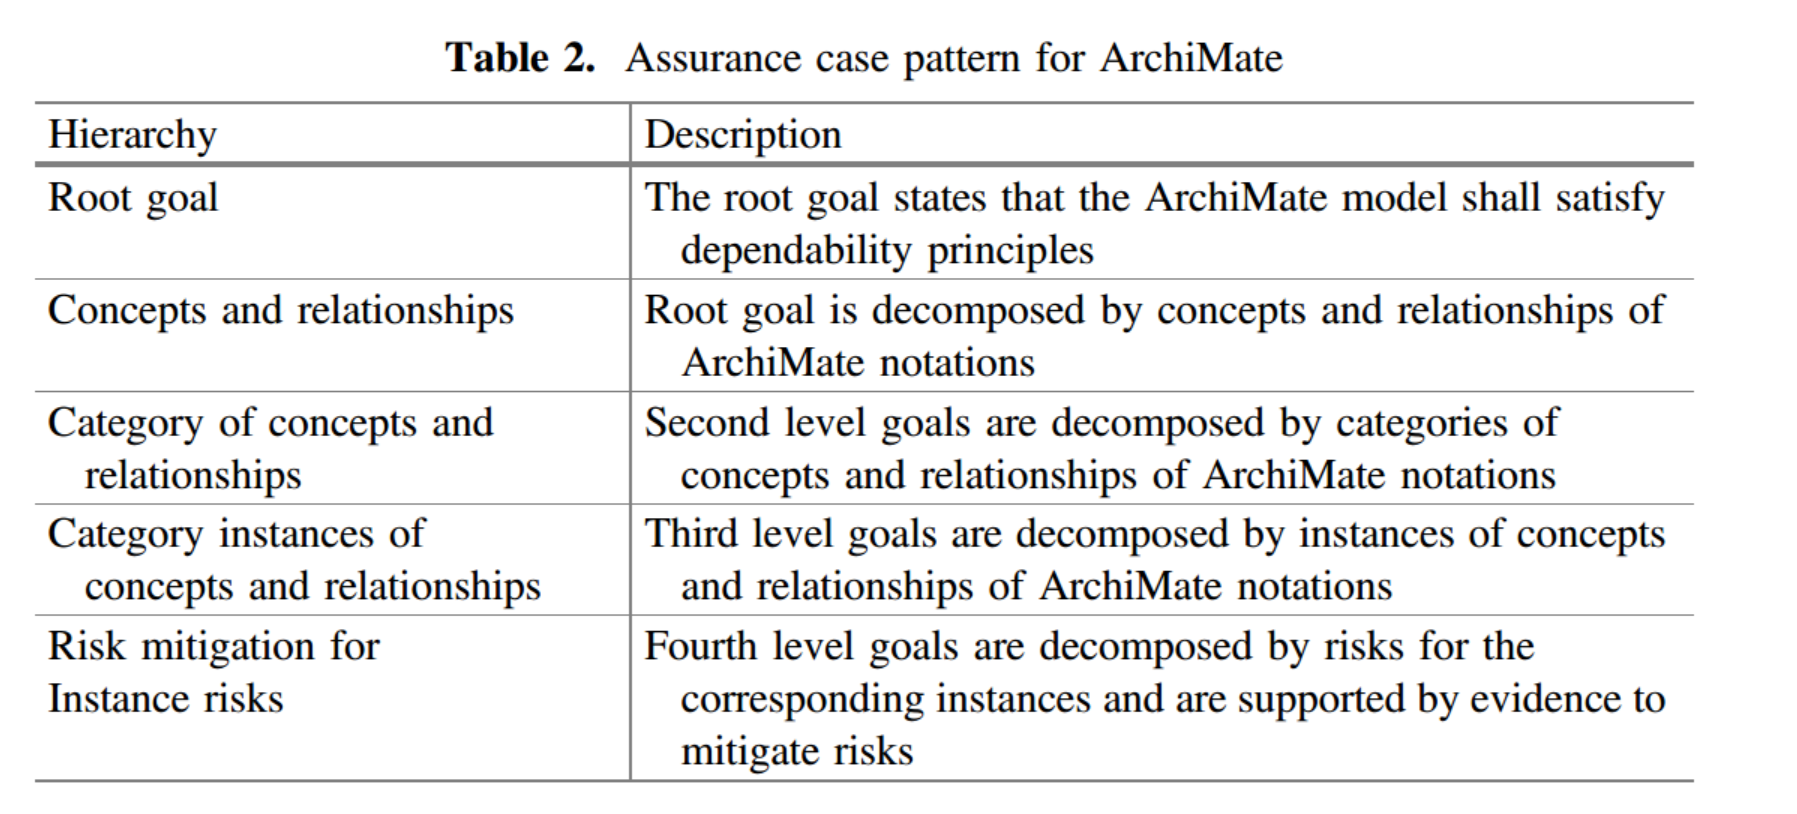 Table 2. Assurance case pattern for ArchiMate
Hierarchy Description
Root goal The root goal states that the ArchiMate model shall satisfy
dependability principles
Concepts and relationships Root goal is decomposed by concepts and relationships of
ArchiMate notations
Category of concepts and Second level goals are decomposed by categories of
relationships concepts and relationships of ArchiMate notations
Category instances of Third level goals are decomposed by instances of concepts
concepts and relationships and relationships of ArchiMate notations
Risk mitigation for Fourth level goals are decomposed by risks for the
Instance risks corresponding instances and are supported by evidence to
mitigate risks